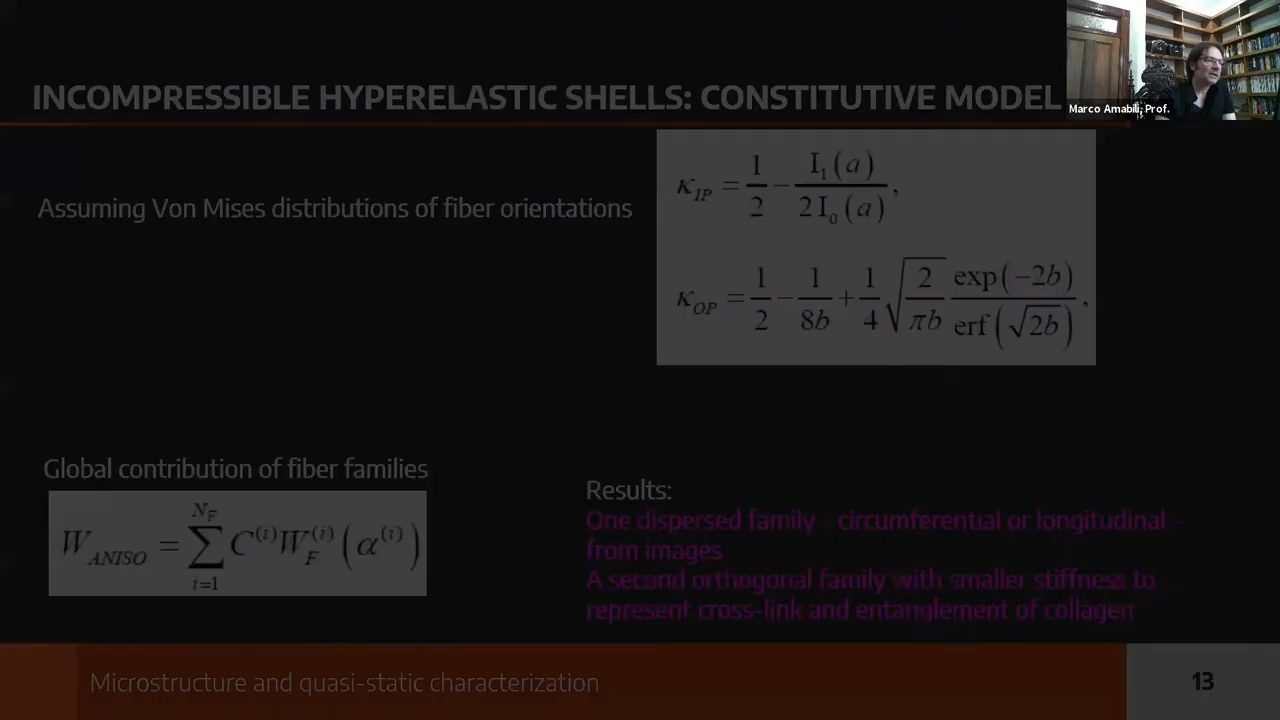 INCOMPRESSIBLE HYPERELASTIC SHELLS: CONSTITUTIVE MODEL
Marco Amabili, Prof.
Assuming Von Mises distributions of fiber orientations
κ_IP = 1/2 − I₁(a)/(2 I₀(a)),
κ_OP = 1/2 − 1/(8b) + 1/4 √(2/(πb)) exp(−2b)/erf(√(2b)),
Global contribution of fiber families
W_ANISO = ∑_{i=1}^{N_F} C^(i) W_F^(i) (α^(i))
Results:
One dispersed family – circumferential or longitudinal –
from images
A second orthogonal family with smaller stiffness to
represent cross-link and entanglement of collagen
Microstructure and quasi-static characterization
13